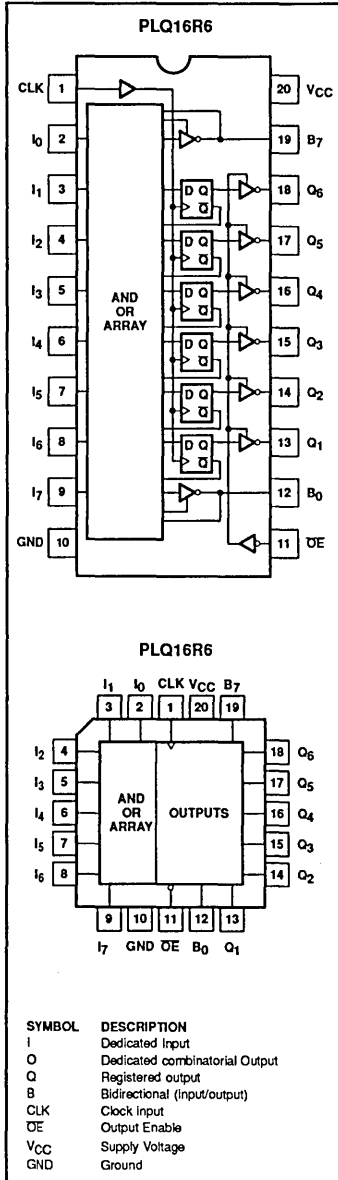 PLQ16R6
CLK 1 20 VCC
I0 2 19 B7
I1 3 D Q Q̅ 18 Q6
I2 4 D Q Q̅ 17 Q5
I3 5 D Q Q̅ 16 Q4
AND
OR
ARRAY
I4 6 D Q Q̅ 15 Q3
I5 7 D Q Q̅ 14 Q2
I6 8 D Q Q̅ 13 Q1
I7 9 12 B0
GND 10 11 O̅E̅
PLQ16R6
I1 I0 CLK VCC B7
3 2 1 20 19
I2 4 18 Q6
I3 5 17 Q5
I4 6 16 Q4
I5 7 15 Q3
I6 8 14 Q2
AND
OR
ARRAY
OUTPUTS
9 10 11 12 13
I7 GND O̅E̅ B0 Q1
SYMBOL DESCRIPTION
I Dedicated Input
O Dedicated combinatorial Output
Q Registered output
B Bidirectional (input/output)
CLK Clock input
O̅E̅ Output Enable
VCC Supply Voltage
GND Ground